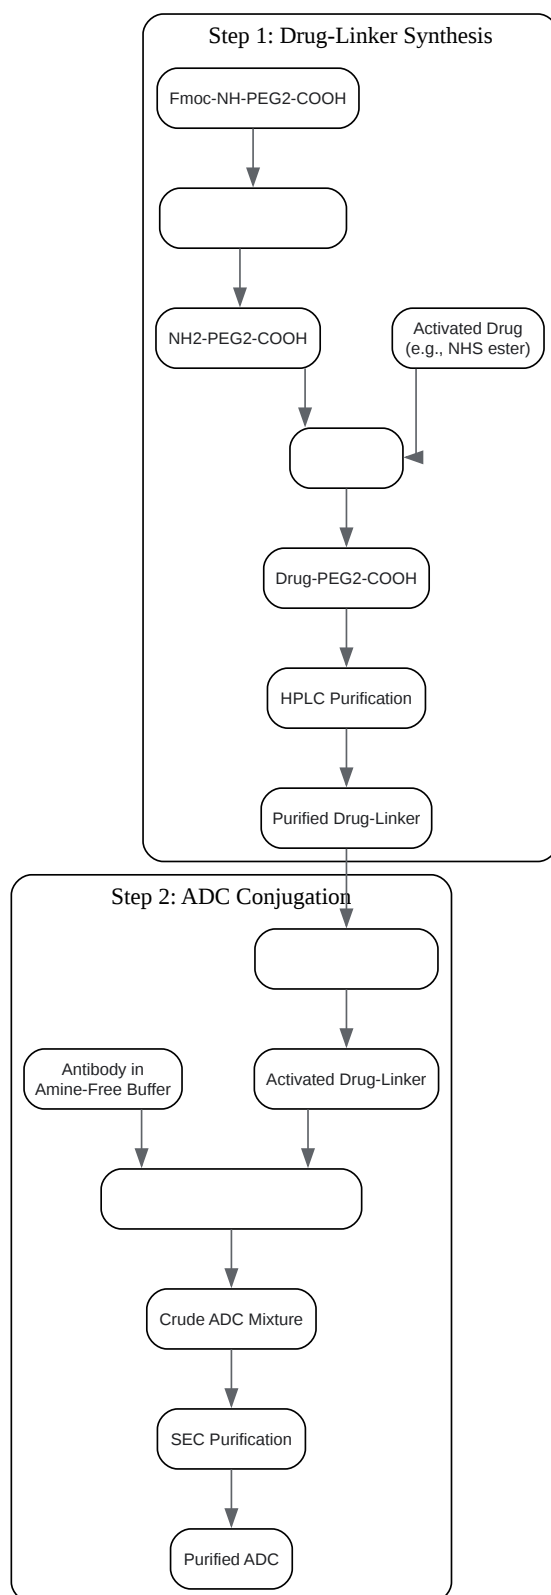 Step 1: Drug-Linker Synthesis
Fmoc-NH-PEG2-COOH
NH2-PEG2-COOH
Activated Drug
(e.g., NHS ester)
Drug-PEG2-COOH
HPLC Purification
Purified Drug-Linker
Step 2: ADC Conjugation
Antibody in
Amine-Free Buffer
Activated Drug-Linker
Crude ADC Mixture
SEC Purification
Purified ADC